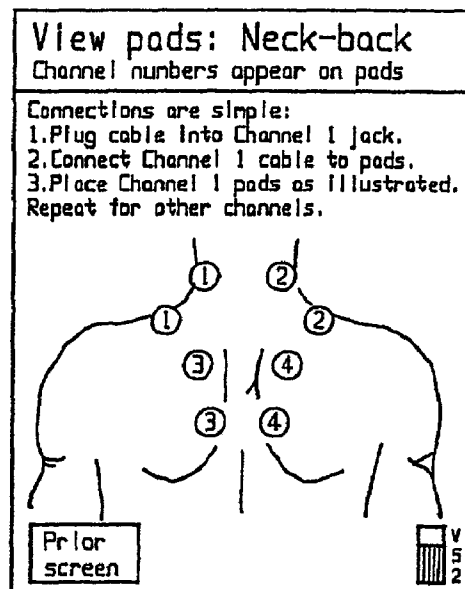 View pads: Neck-back
Channel numbers appear on pads
Connections are simple:
1.Plug cable into Channel 1 jack.
2.Connect Channel 1 cable to pads.
3.Place Channel 1 pads as illustrated.
Repeat for other channels.
1 2
1 2
3 4
3 4
Prior
screen
V
5
2